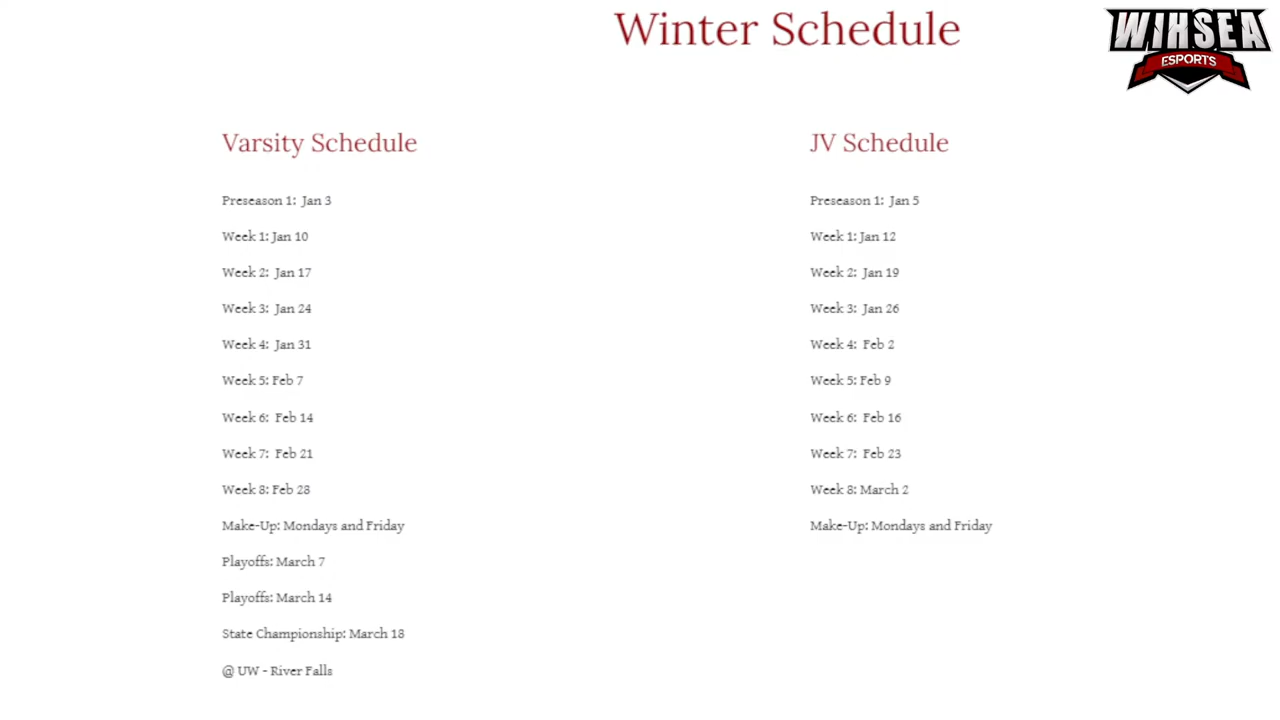 Winter Schedule
WIHSEA
ESPORTS
Varsity Schedule
Preseason 1: Jan 3
Week 1: Jan 10
Week 2: Jan 17
Week 3: Jan 24
Week 4: Jan 31
Week 5: Feb 7
Week 6: Feb 14
Week 7: Feb 21
Week 8: Feb 28
Make-Up: Mondays and Friday
Playoffs: March 7
Playoffs: March 14
State Championship: March 18
@ UW - River Falls
JV Schedule
Preseason 1: Jan 5
Week 1: Jan 12
Week 2: Jan 19
Week 3: Jan 26
Week 4: Feb 2
Week 5: Feb 9
Week 6: Feb 16
Week 7: Feb 23
Week 8: March 2
Make-Up: Mondays and Friday